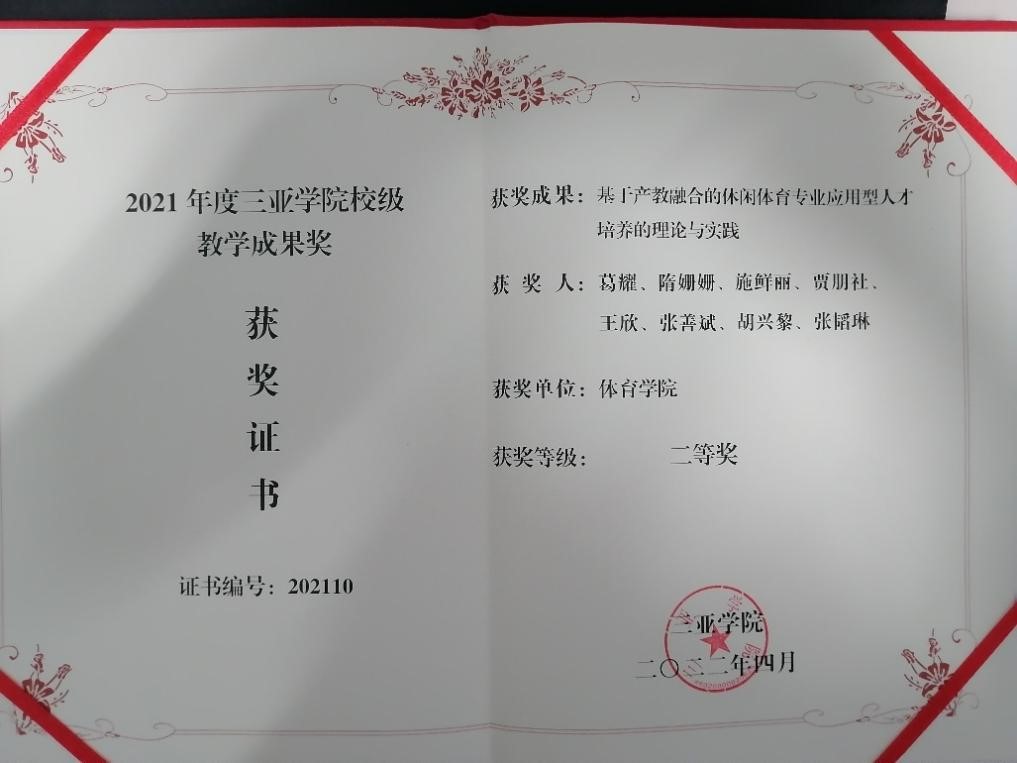 2021 年度三亚学院校级
教学成果奖
获
奖
证
书
证书编号：202110
获奖成果：基于产教融合的休闲体育专业应用型人才
培养的理论与实践
获 奖 人：葛耀、隋姗姗、施鲜丽、贾朋社、
王欣、张善斌、胡兴黎、张韬琳
获奖单位：体育学院
获奖等级： 二等奖
三亚学院
二〇二二年四月